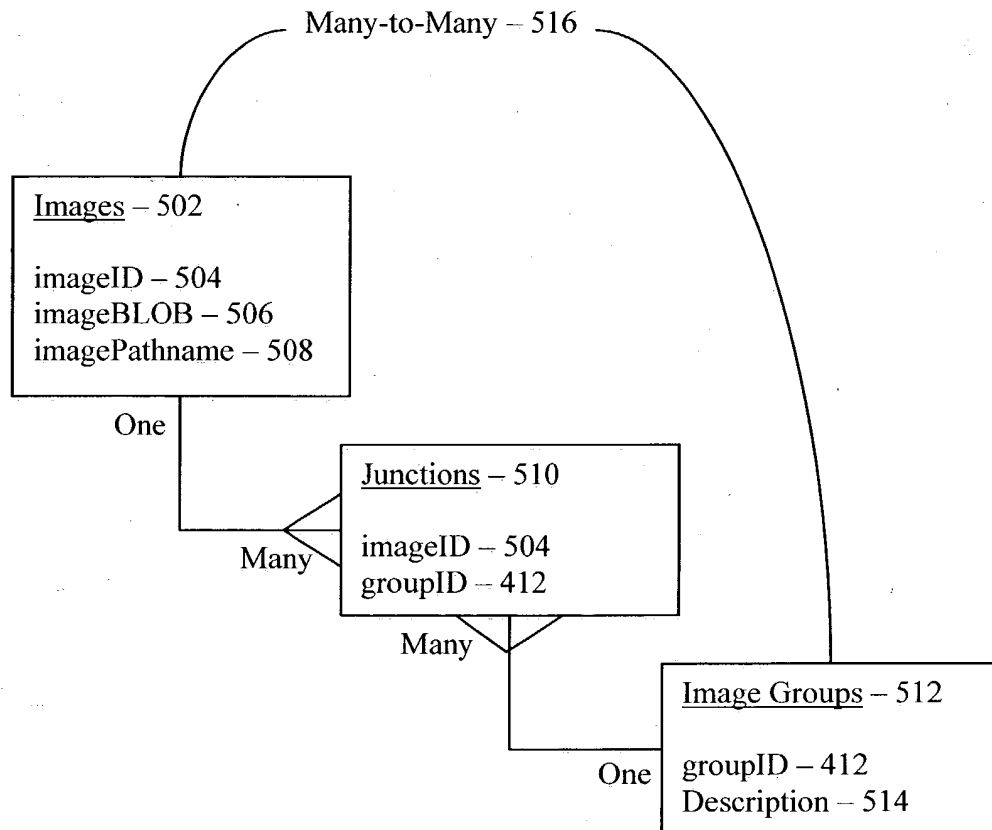 Many-to-Many – 516
Images – 502
imageID – 504
imageBLOB – 506
imagePathname – 508
One
Many
Junctions – 510
imageID – 504
groupID – 412
Many
One
Image Groups – 512
groupID – 412
Description – 514